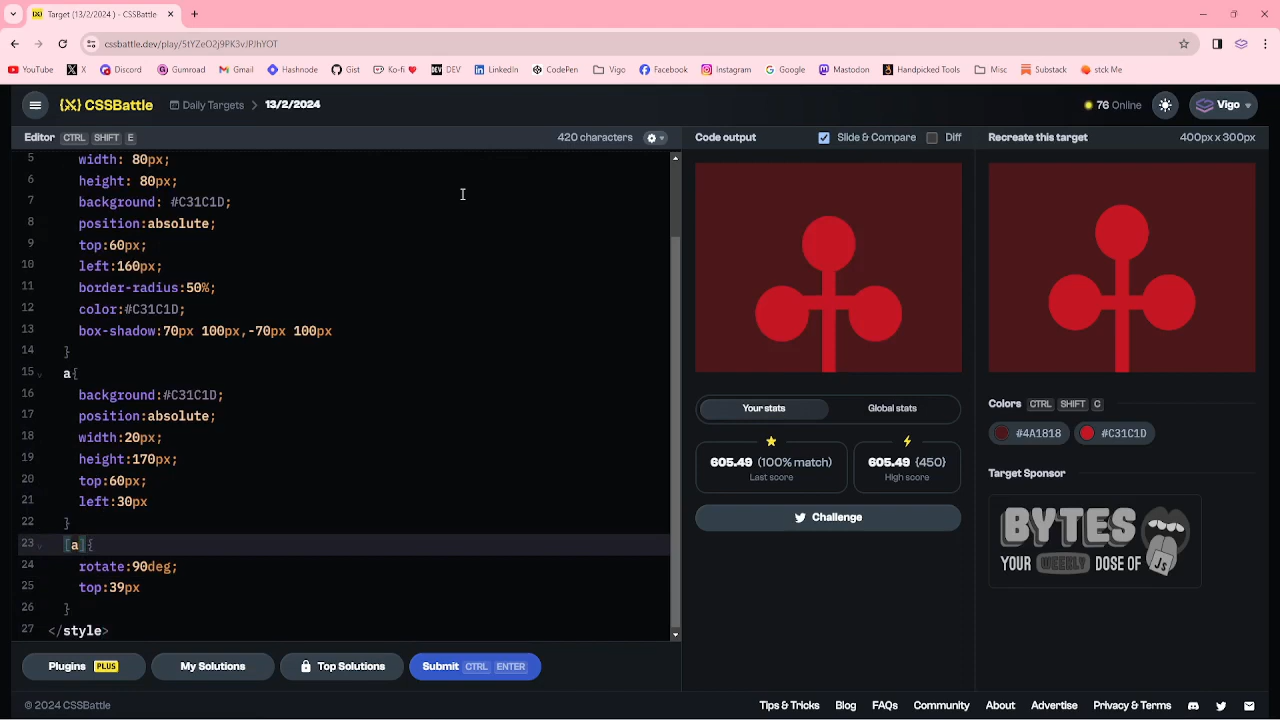 Target (13/2/2024 ) - CSSBattle
cssbattle.dev/play/5tYZeO2j9PK3vJPJhYOT
YouTube X Discord Gumroad Gmail Hashnode Gist Ko-fi DEV LinkedIn CodePen Vigo Facebook Instagram Google Mastodon Handpicked Tools Misc Substack stck Me
{X} CSSBattle Daily Targets > 13/2/2024 76 Online Vigo
Editor CTRL SHIFT E 420 characters Code output Slide & Compare Diff Recreate this target 400px x 300px
5 width: 80px;
6 height: 80px;
7 background: #C31C1D;
8 position:absolute;
9 top:60px;
10 left:160px;
11 border-radius:50%;
12 color:#C31C1D;
13 box-shadow:70px 100px,-70px 100px
14 }
15 a{
16 background:#C31C1D;
17 position:absolute;
18 width:20px;
19 height:170px;
20 top:60px;
21 left:30px
22 }
23 [a]{
24 rotate:90deg;
25 top:39px
26 }
27 </style>
Your stats Global stats
605.49 (100% match)
Last score
605.49 {450}
High score
Challenge
Colors CTRL SHIFT C
#4A1818 #C31C1D
Target Sponsor
BYTES
YOUR WEEKLY DOSE OF JS
Plugins PLUS My Solutions Top Solutions Submit CTRL ENTER
© 2024 CSSBattle Tips & Tricks Blog FAQs Community About Advertise Privacy & Terms